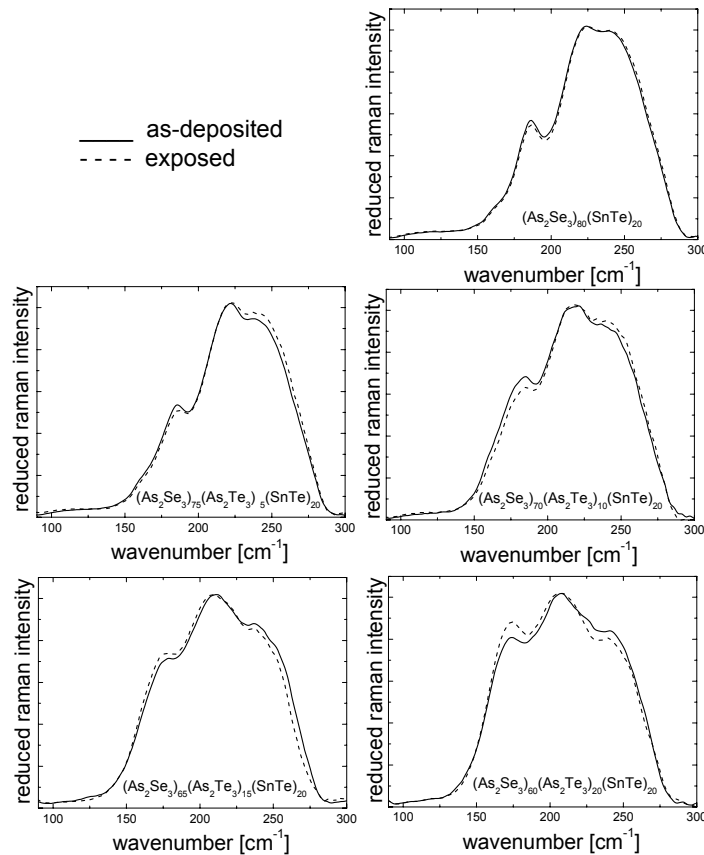 as-deposited
exposed
reduced raman intensity
(As₂Se₃)₈₀(SnTe)₂₀
100 150 200 250 300
wavenumber [cm⁻¹]
reduced raman intensity
(As₂Se₃)₇₅(As₂Te₃) ₅(SnTe)₂₀
100 150 200 250 300
wavenumber [cm⁻¹]
reduced raman intensity
(As₂Se₃)₇₀(As₂Te₃)₁₀(SnTe)₂₀
100 150 200 250 300
wavenumber [cm⁻¹]
reduced raman intensity
(As₂Se₃)₆₅(As₂Te₃)₁₅(SnTe)₂₀
100 150 200 250 300
wavenumber [cm⁻¹]
reduced raman intensity
(As₂Se₃)₆₀(As₂Te₃)₂₀(SnTe)₂₀
100 150 200 250 300
wavenumber [cm⁻¹]